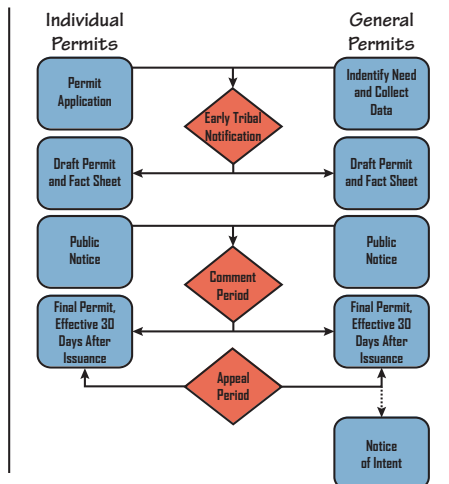 Individual
Permits
General
Permits
Permit
Application
Indentify Need
and Collect
Data
Early Tribal
Notification
Draft Permit
and Fact Sheet
Draft Permit
and Fact Sheet
Public
Notice
Public
Notice
Comment
Period
Final Permit,
Effective 30
Days After
Issuance
Final Permit,
Effective 30
Days After
Issuance
Appeal
Period
Notice
of Intent